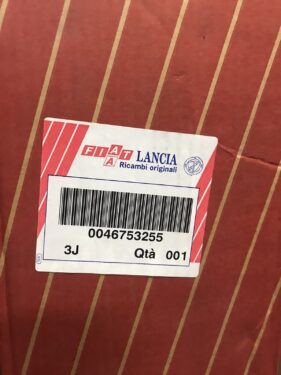 FIAT LANCIA
Ricambi originali
0046753255
3J Qtà 001